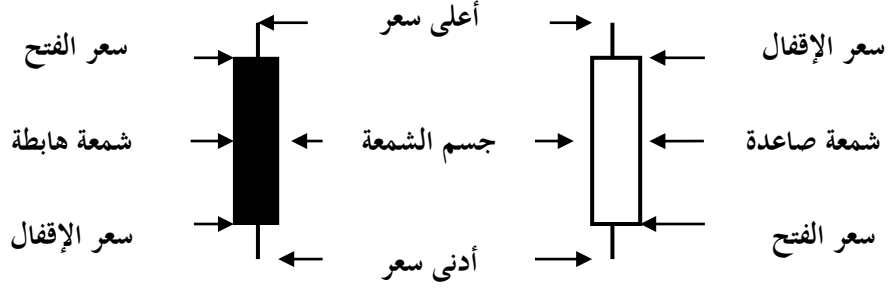 أعلى سعر
سعر الإقفال
سعر الفتح
شمعة صاعدة
جسم الشمعة
شمعة هابطة
سعر الفتح
سعر الإقفال
أدنى سعر